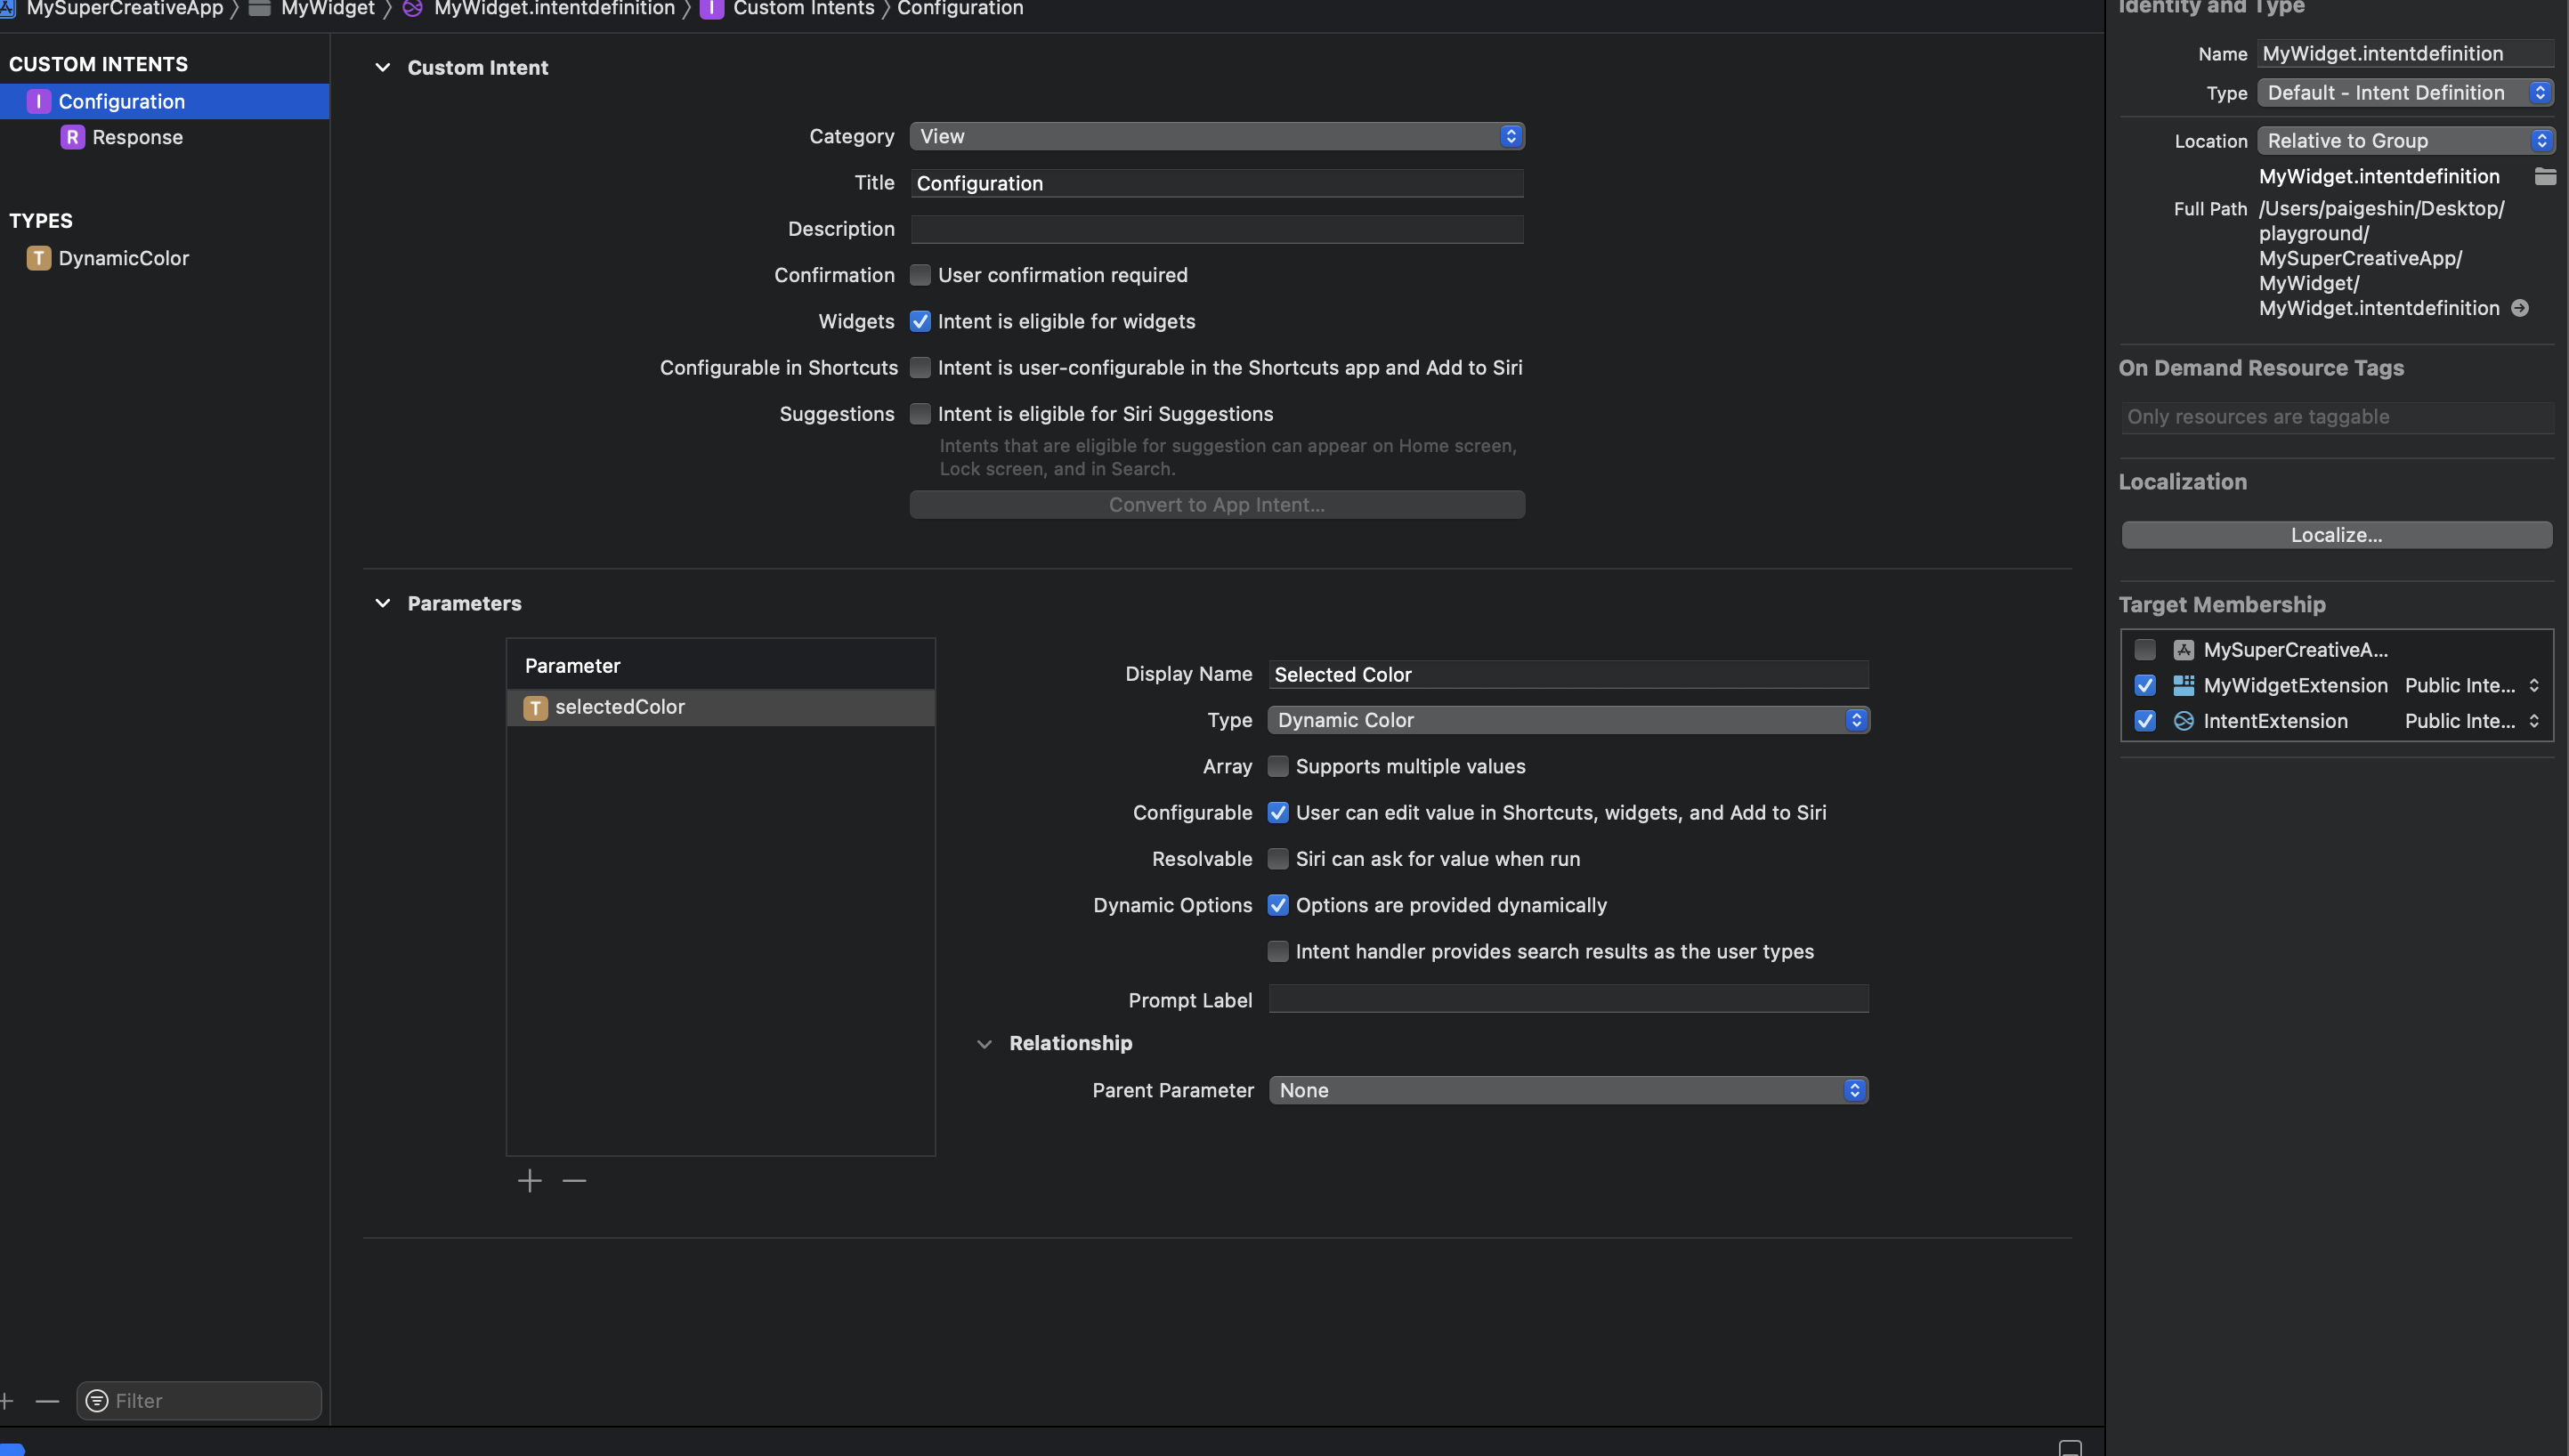 MySuperCreativeApp
MyWidget
MyWidget.intentdefinition
I
Custom Intents
Configuration
CUSTOM INTENTS
I Configuration
R Response
TYPES
T DynamicColor
Filter
Custom Intent
Category View
Title Configuration
Description
Confirmation User confirmation required
Widgets Intent is eligible for widgets
Configurable in Shortcuts Intent is user-configurable in the Shortcuts app and Add to Siri
Suggestions Intent is eligible for Siri Suggestions
Intents that are eligible for suggestion can appear on Home screen,
Lock screen, and in Search.
Convert to App Intent...
Parameters
Parameter
T selectedColor
Display Name Selected Color
Type Dynamic Color
Array Supports multiple values
Configurable User can edit value in Shortcuts, widgets, and Add to Siri
Resolvable Siri can ask for value when run
Dynamic Options Options are provided dynamically
Intent handler provides search results as the user types
Prompt Label
Relationship
Parent Parameter None
Identity and Type
Name MyWidget.intentdefinition
Type Default - Intent Definition
Location Relative to Group
MyWidget.intentdefinition
Full Path /Users/paigeshin/Desktop/
playground/
MySuperCreativeApp/
MyWidget/
MyWidget.intentdefinition
On Demand Resource Tags
Only resources are taggable
Localization
Localize...
Target Membership
MySuperCreativeA...
MyWidgetExtension Public Inte...
IntentExtension Public Inte...